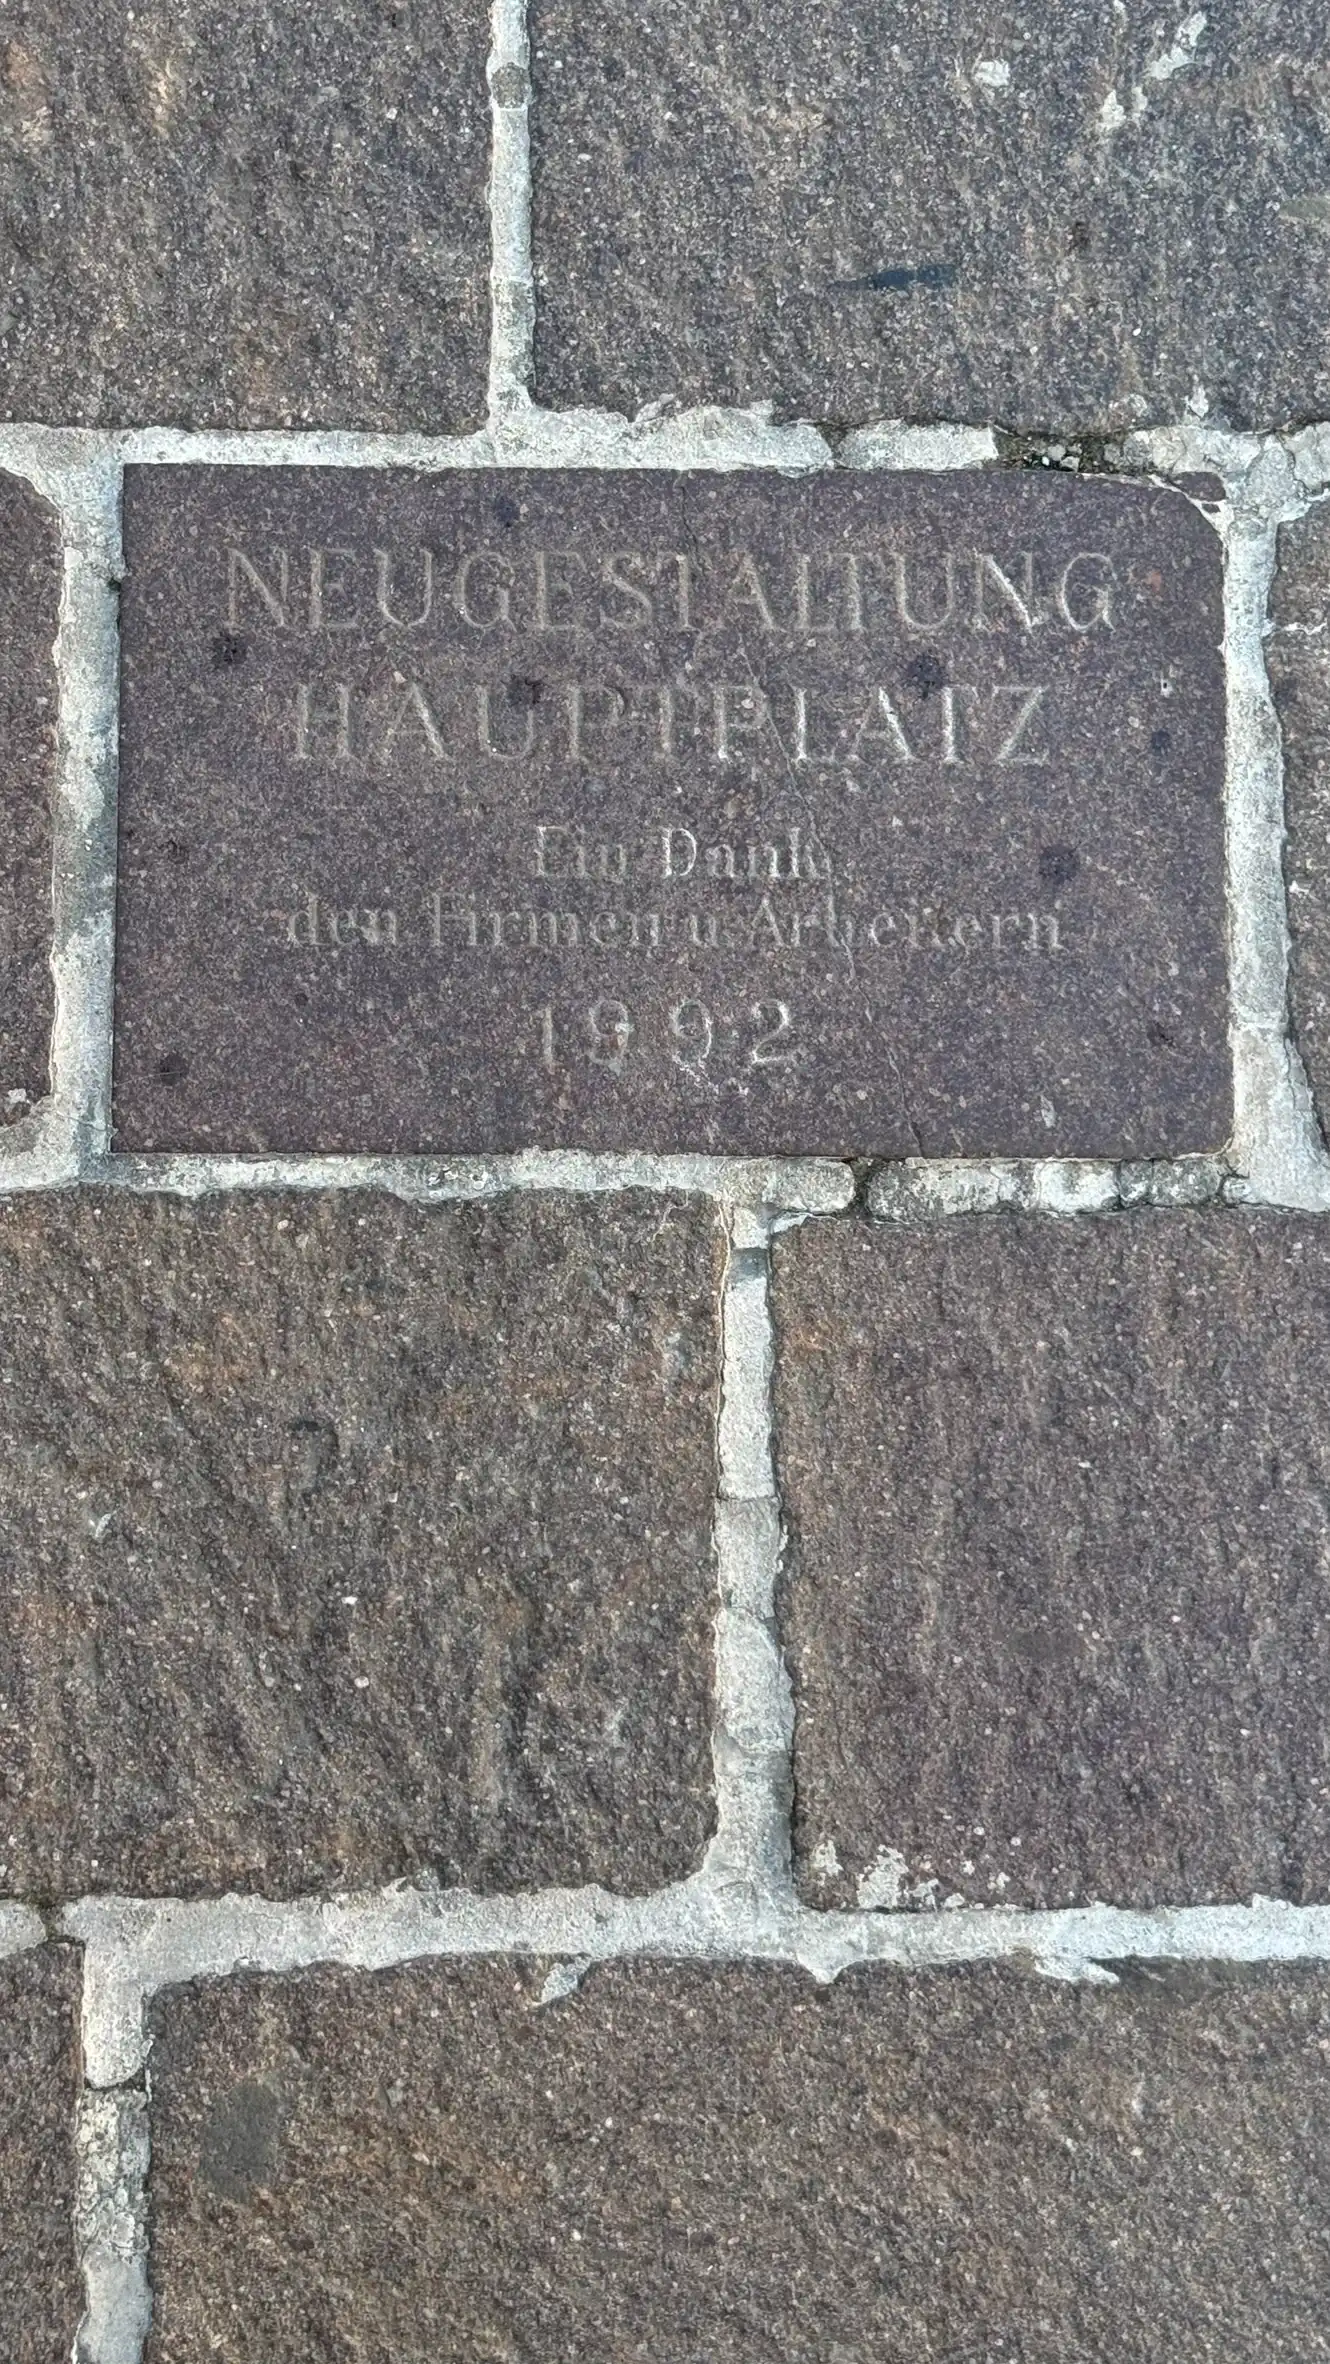 NEUGESTALTUNG
HAUPTPLATZ
Ein Dank
den Firmen u. Arbeitern
1992